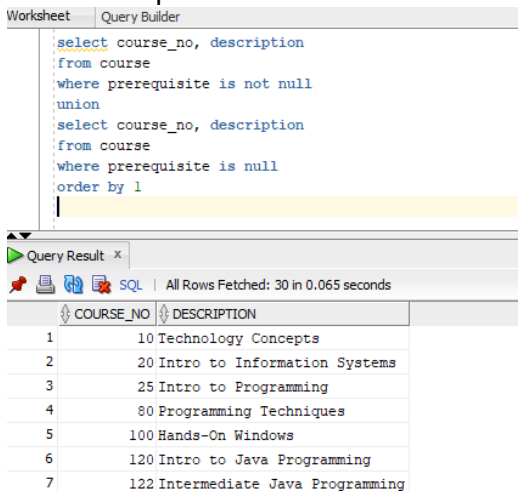 Worksheet Query Builder
select course_no, description
from course
where prerequisite is not null
union
select course_no, description
from course
where prerequisite is null
order by 1
Query Result x
SQL | All Rows Fetched: 30 in 0.065 seconds
COURSE_NO DESCRIPTION
1 10 Technology Concepts
2 20 Intro to Information Systems
3 25 Intro to Programming
4 80 Programming Techniques
5 100 Hands-On Windows
6 120 Intro to Java Programming
7 122 Intermediate Java Programming